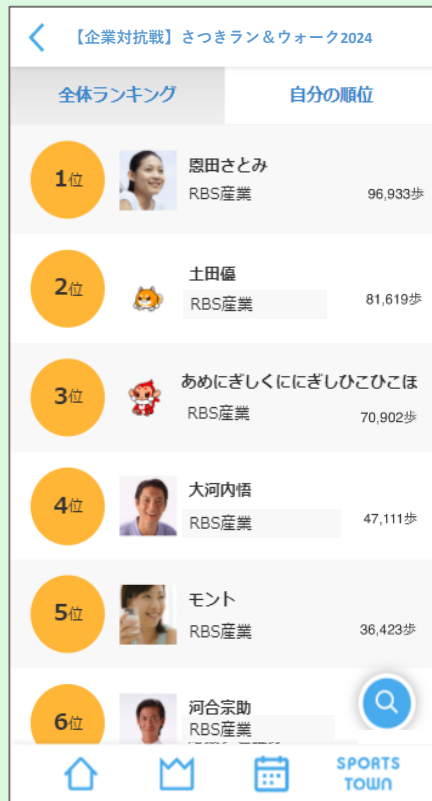 【企業対抗戦】さつきラン＆ウォーク2024
全体ランキング
自分の順位
1位
恩田さとみ
RBS産業
96,933歩
2位
土田優
RBS産業
81,619歩
3位
あめにぎしくににぎしひこひこほ
RBS産業
70,902歩
4位
大河内悟
RBS産業
47,111歩
5位
モント
RBS産業
36,423歩
6位
河合宗助
RBS産業
SPORTS
TOWN